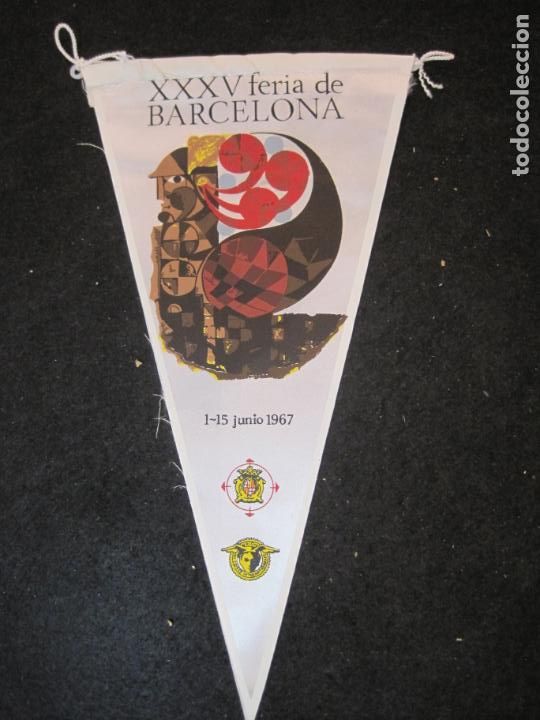 XXXV feria de
BARCELONA
1-15 junio 1967
todocoleccion